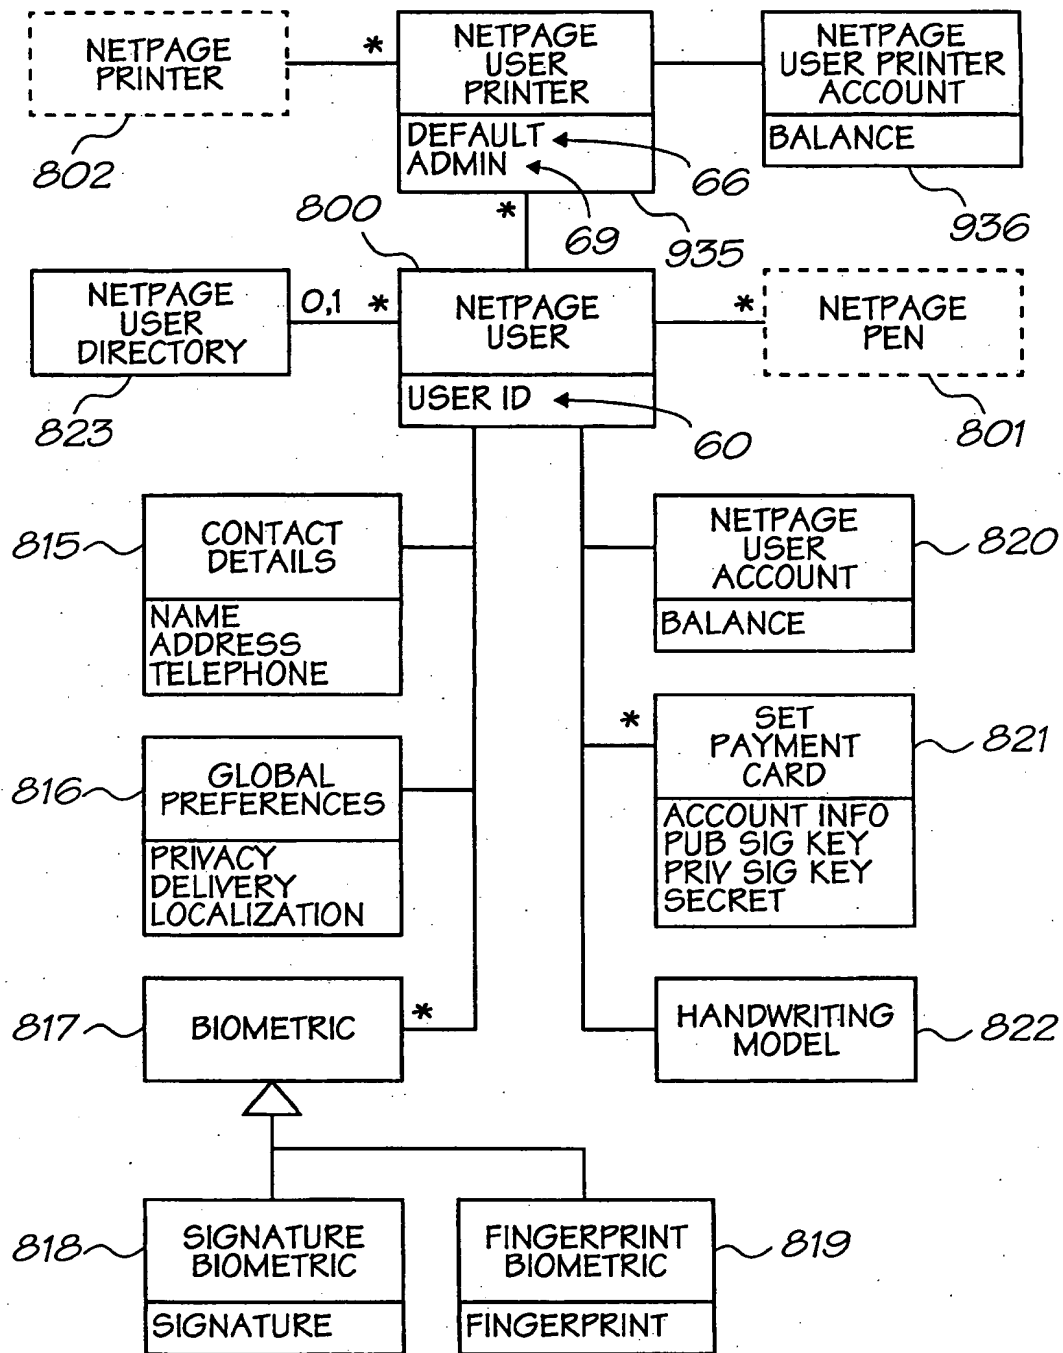 NETPAGE
PRINTER
802
*
NETPAGE
USER
PRINTER
DEFAULT
ADMIN
NETPAGE
USER PRINTER
ACCOUNT
BALANCE
66
69
935
936
*
800
NETPAGE
USER
DIRECTORY
823
0,1
*
NETPAGE
USER
USER ID
60
*
NETPAGE
PEN
801
815
CONTACT
DETAILS
NAME
ADDRESS
TELEPHONE
NETPAGE
USER
ACCOUNT
BALANCE
820
816
GLOBAL
PREFERENCES
PRIVACY
DELIVERY
LOCALIZATION
*
SET
PAYMENT
CARD
ACCOUNT INFO
PUB SIG KEY
PRIV SIG KEY
SECRET
821
817
BIOMETRIC
*
HANDWRITING
MODEL
822
818
SIGNATURE
BIOMETRIC
SIGNATURE
FINGERPRINT
BIOMETRIC
FINGERPRINT
819